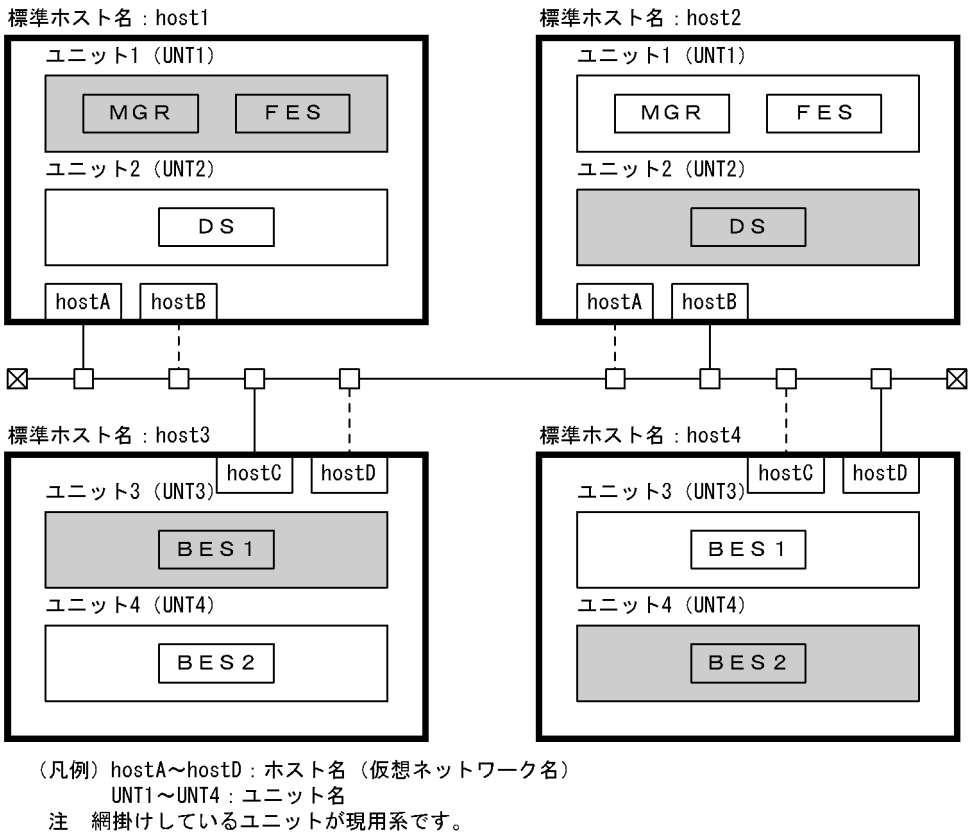 標準ホスト名：host1
ユニット1（UNT1）
ＭＧＲ ＦＥＳ
ユニット2（UNT2）
ＤＳ
hostA hostB
標準ホスト名：host2
ユニット1（UNT1）
ＭＧＲ ＦＥＳ
ユニット2（UNT2）
ＤＳ
hostA hostB
標準ホスト名：host3
hostC hostD
ユニット3（UNT3）
ＢＥＳ１
ユニット4（UNT4）
ＢＥＳ２
標準ホスト名：host4
hostC hostD
ユニット3（UNT3）
ＢＥＳ１
ユニット4（UNT4）
ＢＥＳ２
（凡例）hostA～hostD：ホスト名（仮想ネットワーク名）
UNT1～UNT4：ユニット名
注　網掛けしているユニットが現用系です。